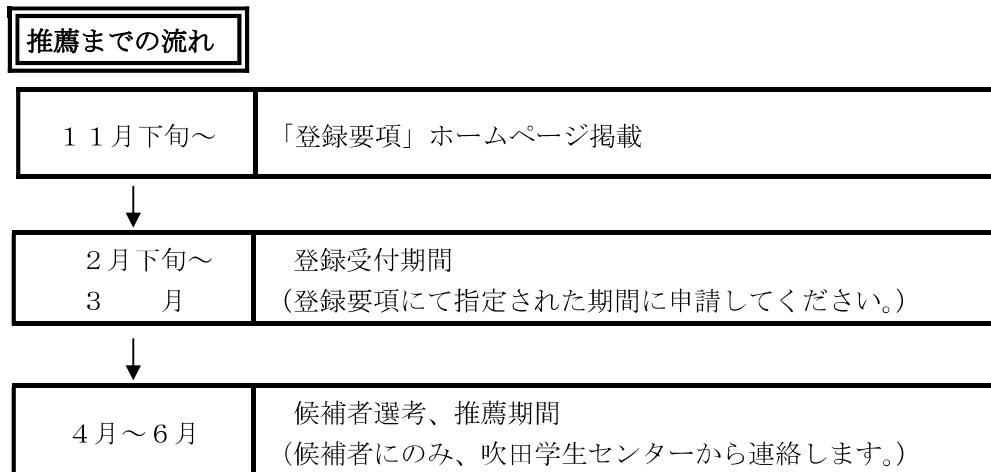 推薦までの流れ
１１月下旬～
「登録要項」ホームページ掲載
２月下旬～
３　　月
登録受付期間
（登録要項にて指定された期間に申請してください。）
４月～６月
候補者選考、推薦期間
（候補者にのみ、吹田学生センターから連絡します。）